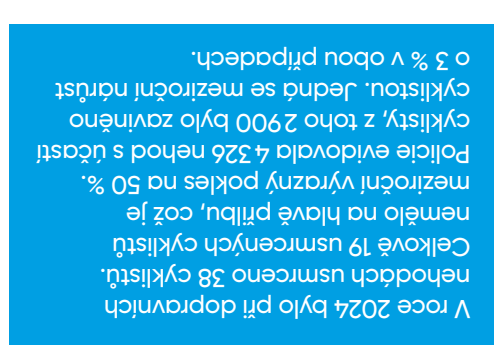 V roce 2024 bylo při dopravních
nehodách usmrceno 38 cyklistů.
Celkově 19 usmrcených cyklistů
nemělo na hlavě přilbu, což je
meziroční výrazný pokles na 50 %.
Policie evidovala 4 326 nehod s účastí
cyklisty, z toho 2 900 bylo zaviněno
cyklistou. Jedná se meziroční nárůst
o 3 % v obou případech.